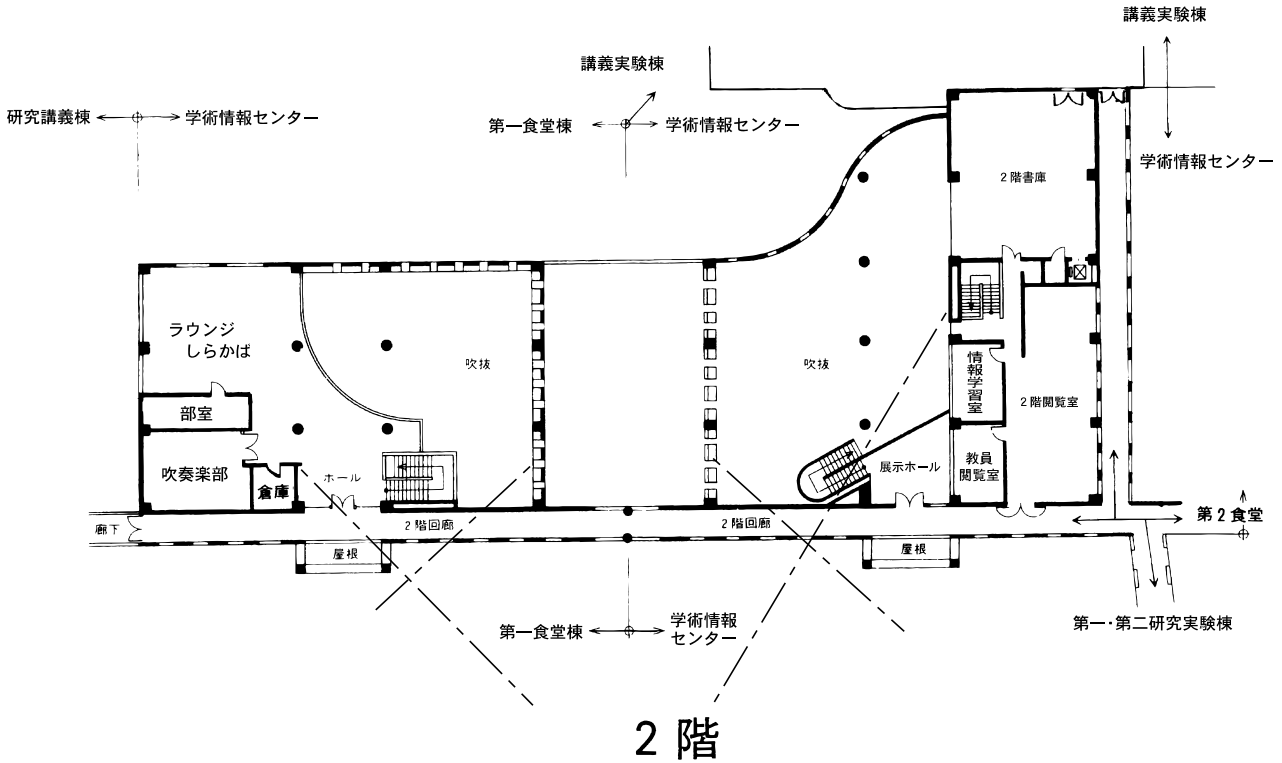 講義実験棟
講義実験棟
研究講義棟
学術情報センター
第一食堂棟
学術情報センター
学術情報センター
2階書庫
ラウンジ
しらかば
吹抜
吹抜
情報学習室
2階閲覧室
部室
吹奏楽部
倉庫
ホール
展示ホール
教員
閲覧室
廊下
2階回廊
2階回廊
第2食堂
屋根
屋根
第一食堂棟
学術情報
センター
第一・第二研究実験棟
2階